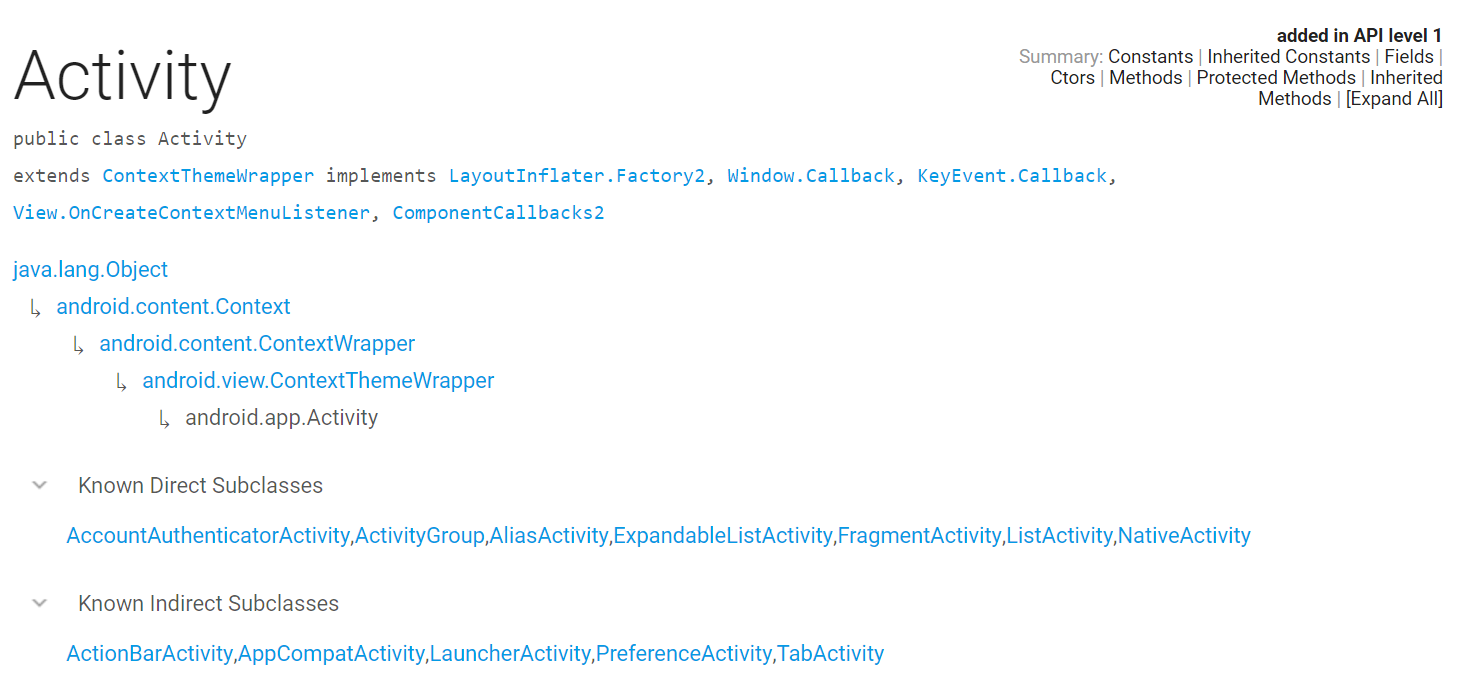 added in API level 1
Summary: Constants | Inherited Constants | Fields |
Ctors | Methods | Protected Methods | Inherited
Methods | [Expand All]
Activity
public class Activity
extends ContextThemeWrapper implements LayoutInflater.Factory2, Window.Callback, KeyEvent.Callback,
View.OnCreateContextMenuListener, ComponentCallbacks2
java.lang.Object
↳ android.content.Context
↳ android.content.ContextWrapper
↳ android.view.ContextThemeWrapper
↳ android.app.Activity
Known Direct Subclasses
AccountAuthenticatorActivity,ActivityGroup,AliasActivity,ExpandableListActivity,FragmentActivity,ListActivity,NativeActivity
Known Indirect Subclasses
ActionBarActivity,AppCompatActivity,LauncherActivity,PreferenceActivity,TabActivity